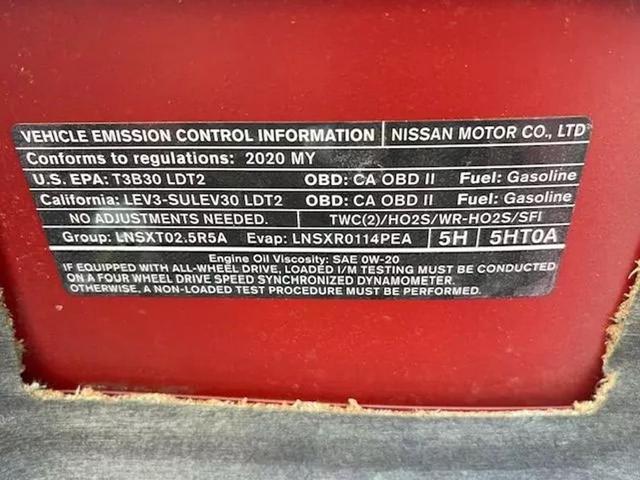 VEHICLE EMISSION CONTROL INFORMATION NISSAN MOTOR CO., LTD
Conforms to regulations: 2020 MY
U.S. EPA: T3B30 LDT2 OBD: CA OBD II Fuel: Gasoline
California: LEV3-SULEV30 LDT2 OBD: CA OBD II Fuel: Gasoline
NO ADJUSTMENTS NEEDED. TWC(2)/HO2S/WR-HO2S/SFI
Group: LNSXT02.5R5A Evap: LNSXR0114PEA 5H 5HT0A
Engine Oil Viscosity: SAE 0W-20
IF EQUIPPED WITH ALL-WHEEL DRIVE, LOADED I/M TESTING MUST BE CONDUCTED
ON A FOUR WHEEL DRIVE SPEED SYNCHRONIZED DYNAMOMETER.
OTHERWISE, A NON-LOADED TEST PROCEDURE MUST BE PERFORMED.